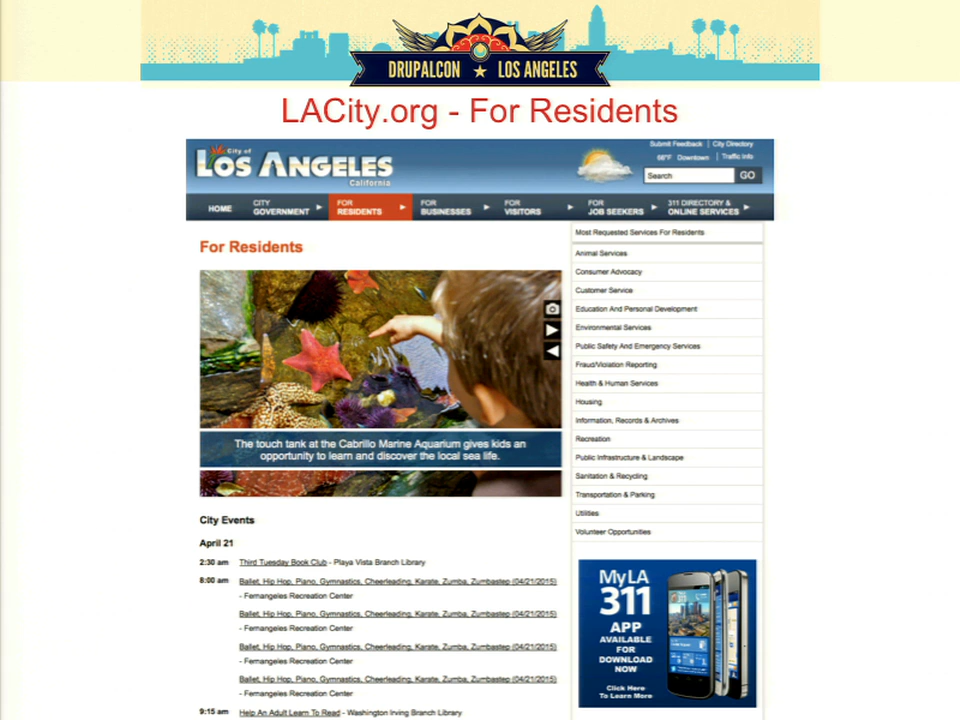 DRUPALCON ★ LOS ANGELES
LACity.org - For Residents
City of
LOS ANGELES
California
Submit Feedback | City Directory
66°F Downtown | Traffic Info
Search GO
HOME
CITY
GOVERNMENT
FOR
RESIDENTS
FOR
BUSINESSES
FOR
VISITORS
FOR
JOB SEEKERS
311 DIRECTORY &
ONLINE SERVICES
For Residents
The touch tank at the Cabrillo Marine Aquarium gives kids an
opportunity to learn and discover the local sea life.
City Events
April 21
2:30 am Third Tuesday Book Club - Playa Vista Branch Library
8:00 am Ballet, Hip Hop, Piano, Gymnastics, Cheerleading, Karate, Zumba, Zumbastep (04/21/2015)
- Fernangeles Recreation Center
Ballet, Hip Hop, Piano, Gymnastics, Cheerleading, Karate, Zumba, Zumbastep (04/21/2015)
- Fernangeles Recreation Center
Ballet, Hip Hop, Piano, Gymnastics, Cheerleading, Karate, Zumba, Zumbastep (04/21/2015)
- Fernangeles Recreation Center
Ballet, Hip Hop, Piano, Gymnastics, Cheerleading, Karate, Zumba, Zumbastep (04/21/2015)
- Fernangeles Recreation Center
9:15 am Help An Adult Learn To Read - Washington Irving Branch Library
Most Requested Services For Residents
Animal Services
Consumer Advocacy
Customer Service
Education And Personal Development
Environmental Services
Public Safety And Emergency Services
Fraud/Violation Reporting
Health & Human Services
Housing
Information, Records & Archives
Recreation
Public Infrastructure & Landscape
Sanitation & Recycling
Transportation & Parking
Utilities
Volunteer Opportunities
MyLA
311
APP
AVAILABLE
FOR
DOWNLOAD
NOW
Click Here
To Learn More